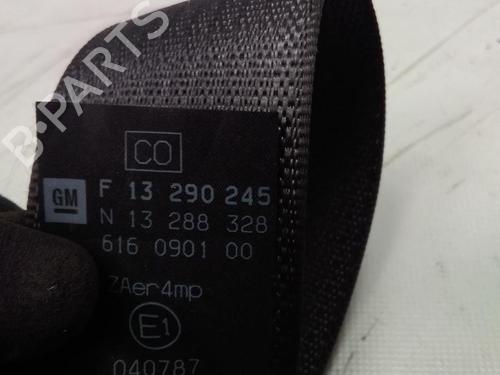 B-PARTS
CO
GM F 13 290 245
N 13 288 328
616 0901 00
ZAer4mp
E1
040787